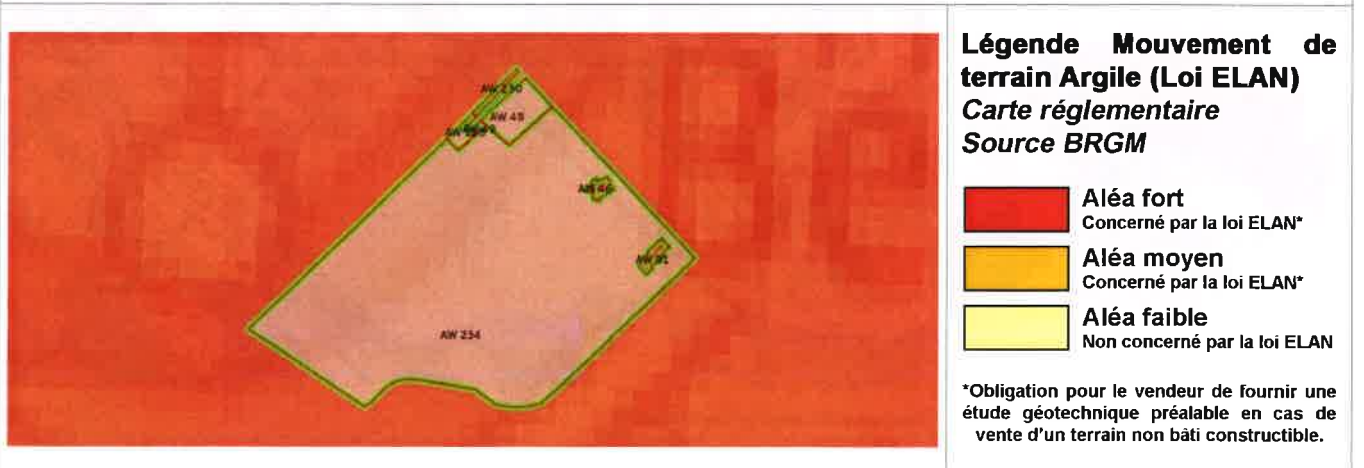 AW 230
AW 48
AW 46
AW 234
Légende Mouvement de
terrain Argile (Loi ELAN)
Carte réglementaire
Source BRGM
Aléa fort
Concerné par la loi ELAN*
Aléa moyen
Concerné par la loi ELAN*
Aléa faible
Non concerné par la loi ELAN
*Obligation pour le vendeur de fournir une
étude géotechnique préalable en cas de
vente d'un terrain non bâti constructible.